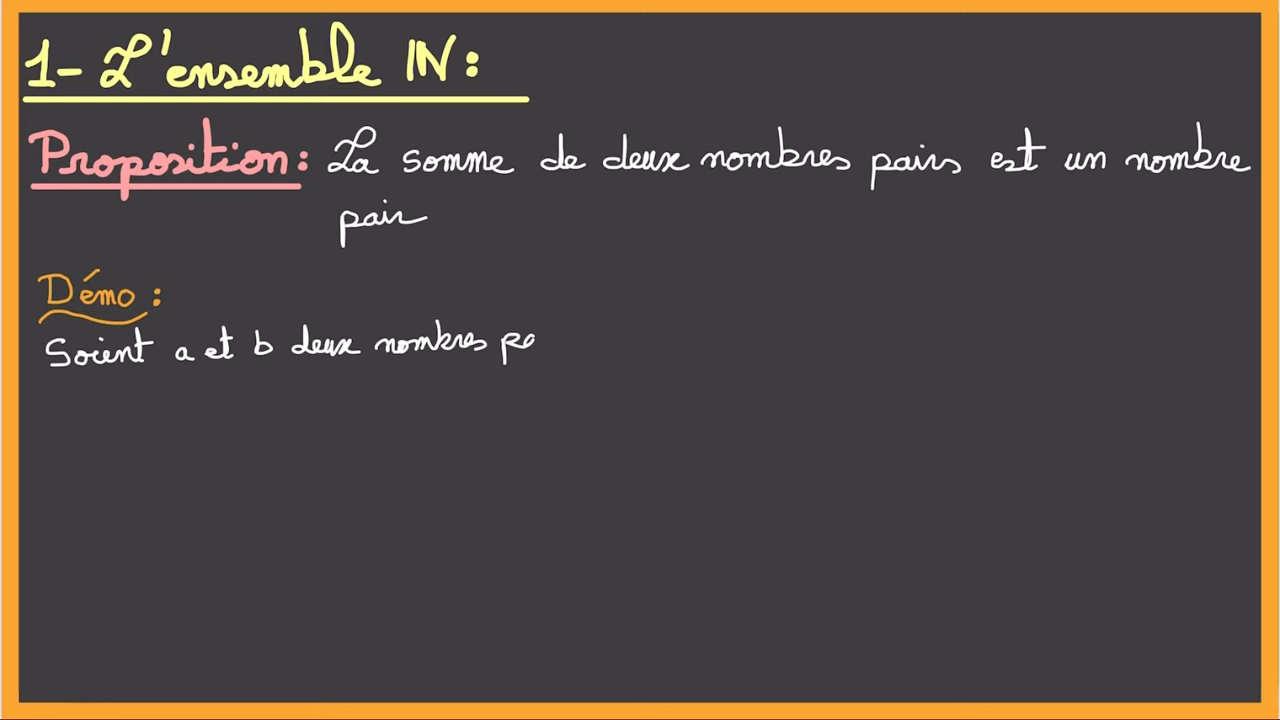 1- L'ensemble IN:
Proposition: La somme de deux nombres pairs est un nombre
pair
Démo:
Soient a et b deux nombres pa